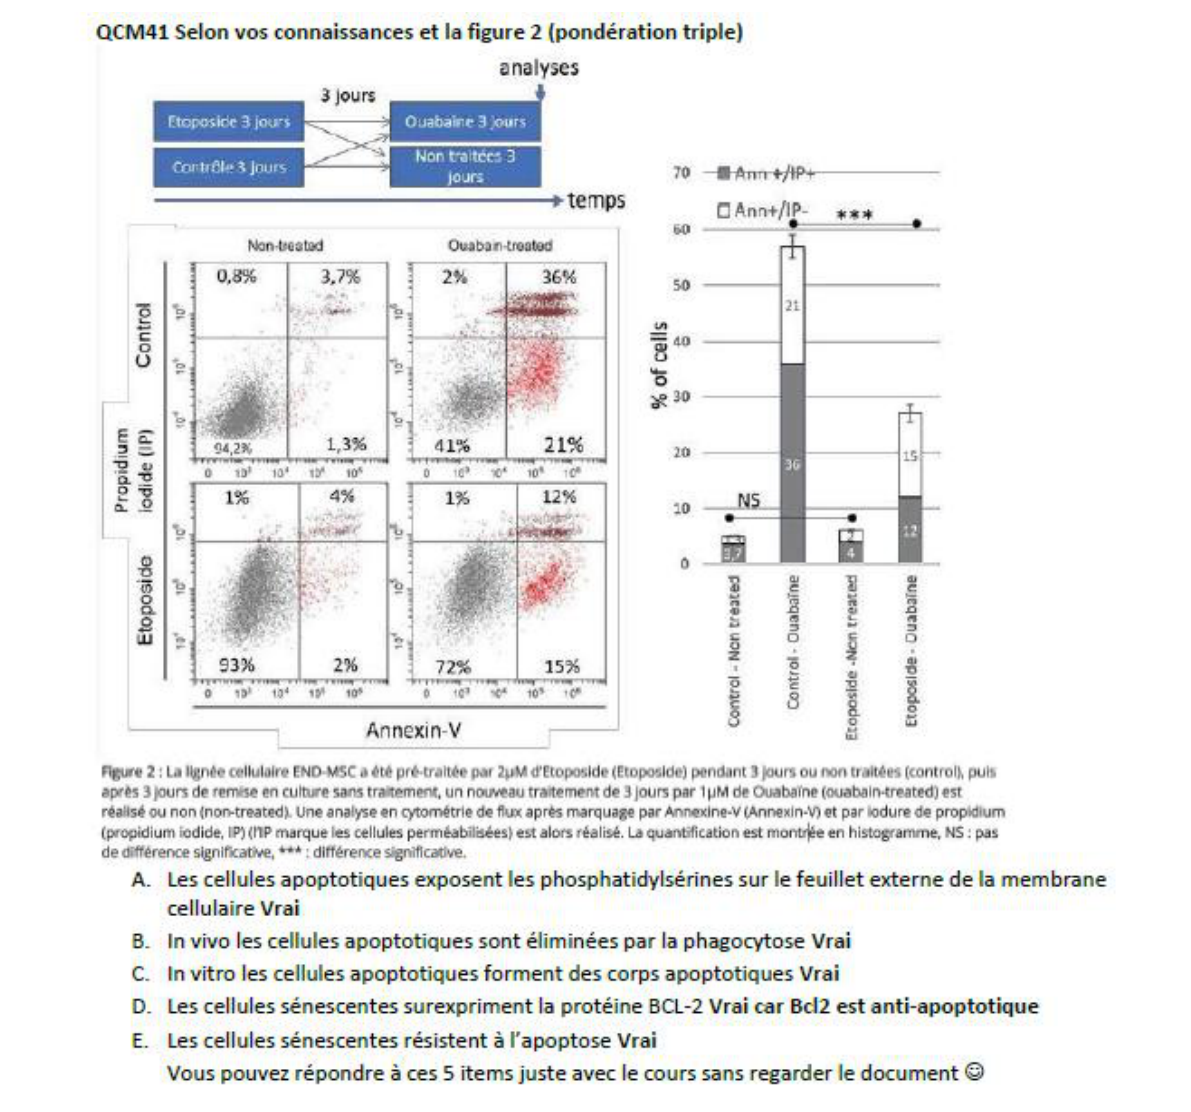 QCM41 Selon vos connaissances et la figure 2 (pondération triple)
analyses
3 jours
Etoposide 3 jours
Ouabaïne 3 jours
Contrôle 3 jours
Non traitées 3
jours
temps
Non-treated
Ouabain-treated
Control
Etoposide
Propidium
iodide (IP)
0,8%
3,7%
94,2%
1,3%
2%
36%
41%
21%
1%
4%
93%
2%
1%
12%
72%
15%
Annexin-V
% of cells
70
60
50
40
30
20
10
0
Ann +/IP+
Ann+/IP-
***
NS
3,7
21
36
2
4
15
12
Control - Non treated
Control - Ouabaïne
Etoposide -Non treated
Etoposide - Ouabaïne
Figure 2 : La lignée cellulaire END-MSC a été pré-traitée par 2µM d'Etoposide (Etoposide) pendant 3 jours ou non traitées (control), puis
après 3 jours de remise en culture sans traitement, un nouveau traitement de 3 jours par 1µM de Ouabaïne (ouabain-treated) est
réalisé ou non (non-treated). Une analyse en cytométrie de flux après marquage par Annexine-V (Annexin-V) et par iodure de propidium
(propidium iodide, IP) (l'IP marque les cellules perméabilisées) est alors réalisé. La quantification est montrée en histogramme, NS : pas
de différence significative, *** : différence significative.
A. Les cellules apoptotiques exposent les phosphatidylsérines sur le feuillet externe de la membrane
cellulaire Vrai
B. In vivo les cellules apoptotiques sont éliminées par la phagocytose Vrai
C. In vitro les cellules apoptotiques forment des corps apoptotiques Vrai
D. Les cellules sénescentes surexpriment la protéine BCL-2 Vrai car Bcl2 est anti-apoptotique
E. Les cellules sénescentes résistent à l'apoptose Vrai
Vous pouvez répondre à ces 5 items juste avec le cours sans regarder le document ☺